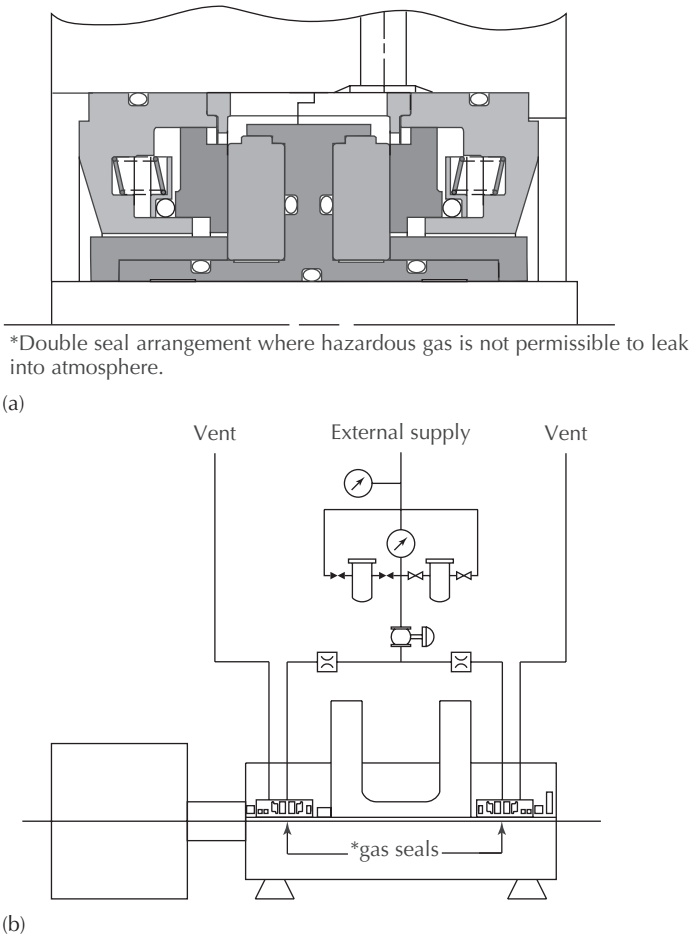 *Double seal arrangement where hazardous gas is not permissible to leak
into atmosphere.
(a)
Vent
External supply
Vent
*gas seals
(b)